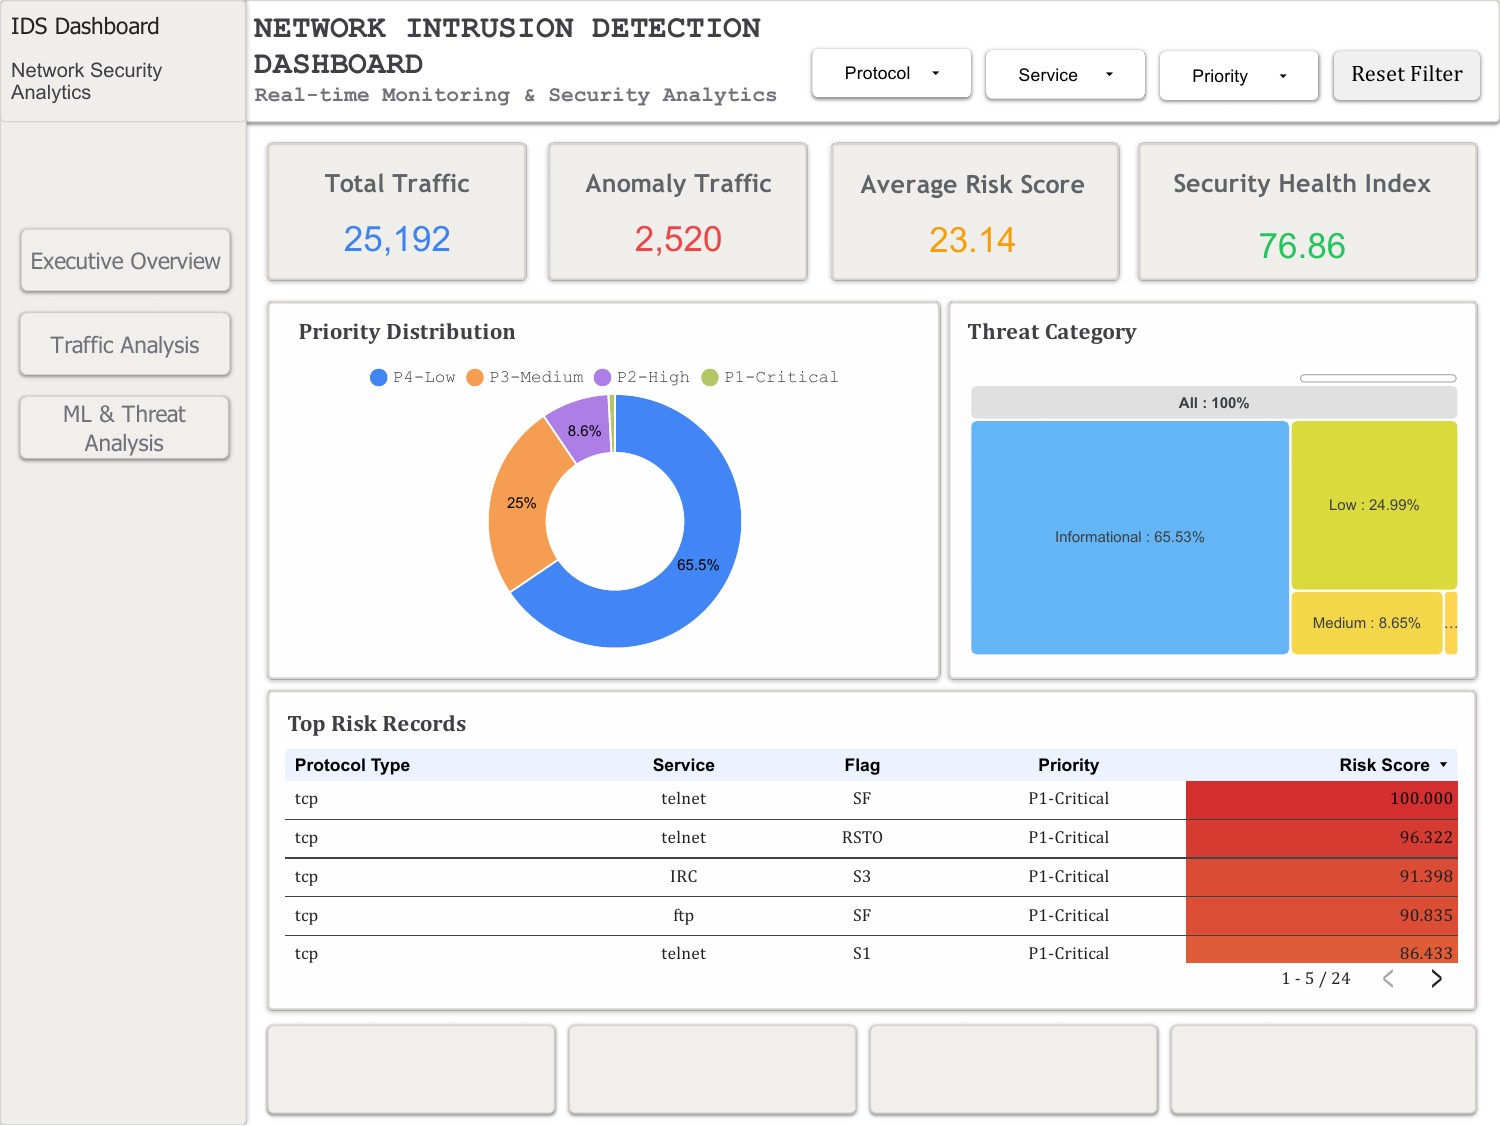 IDS Dashboard
Network Security
Analytics
NETWORK INTRUSION DETECTION
DASHBOARD
Real-time Monitoring & Security Analytics
Protocol
Service
Priority
Reset Filter
Executive Overview
Traffic Analysis
ML & Threat
Analysis
Total Traffic
25,192
Anomaly Traffic
2,520
Average Risk Score
23.14
Security Health Index
76.86
Priority Distribution
P4-Low P3-Medium P2-High P1-Critical
8.6%
25%
65.5%
Threat Category
All : 100%
Informational : 65.53%
Low : 24.99%
Medium : 8.65%
...
Top Risk Records
Protocol Type Service Flag Priority Risk Score
tcp telnet SF P1-Critical 100.000
tcp telnet RSTO P1-Critical 96.322
tcp IRC S3 P1-Critical 91.398
tcp ftp SF P1-Critical 90.835
tcp telnet S1 P1-Critical 86.433
1 - 5 / 24